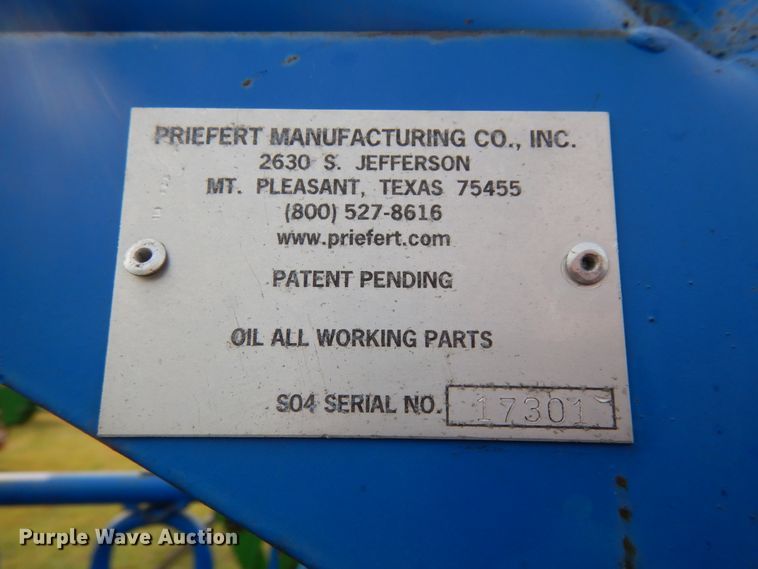 PRIEFERT MANUFACTURING CO., INC.
2630 S. JEFFERSON
MT. PLEASANT, TEXAS 75455
(800) 527-8616
www.priefert.com
PATENT PENDING
OIL ALL WORKING PARTS
S04 SERIAL NO. 17301
Purple Wave Auction